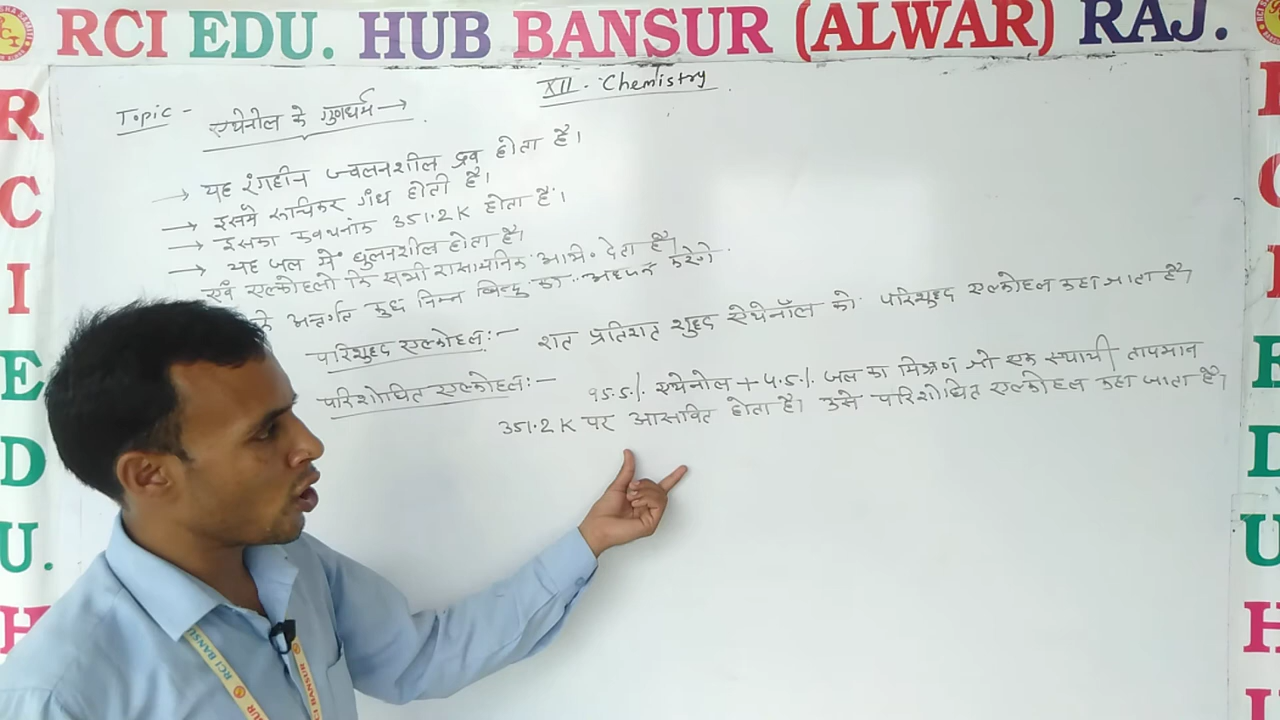 RCI EDU. HUB BANSUR (ALWAR) RAJ.
XII - Chemistry
Topic - एथेनोल के गुणधर्म →
→ यह रंगहीन ज्वलनशील द्रव होता है।
→ इसमें रूचिकर गंध होती है।
→ इसका क्वथनांक 351.2 K होता है।
→ यह जल में घुलनशील होता है।
एवं एल्कोहलो कि सभी रासायनिक अभि. देता है।
के अन्तर्गत कुछ निम्न बिन्दु का अध्ययन करेंगे
परिशुद्ध एल्कोहल:- शत प्रतिशत शुद्ध ऐथेनॉल को परिशुद्ध एल्कोहल कहा जाता है।
परिशोधित एल्कोहल:- 95.5% एथेनोल + 4.5% जल का मिश्रण जो एक स्थायी तापमान
351.2 K पर आसवित होता है। उसे परिशोधित एल्कोहल कहा जाता है।
R
C
I
E
D
U.
H
R
C
I
E
D
U
H
RCI BANSUR